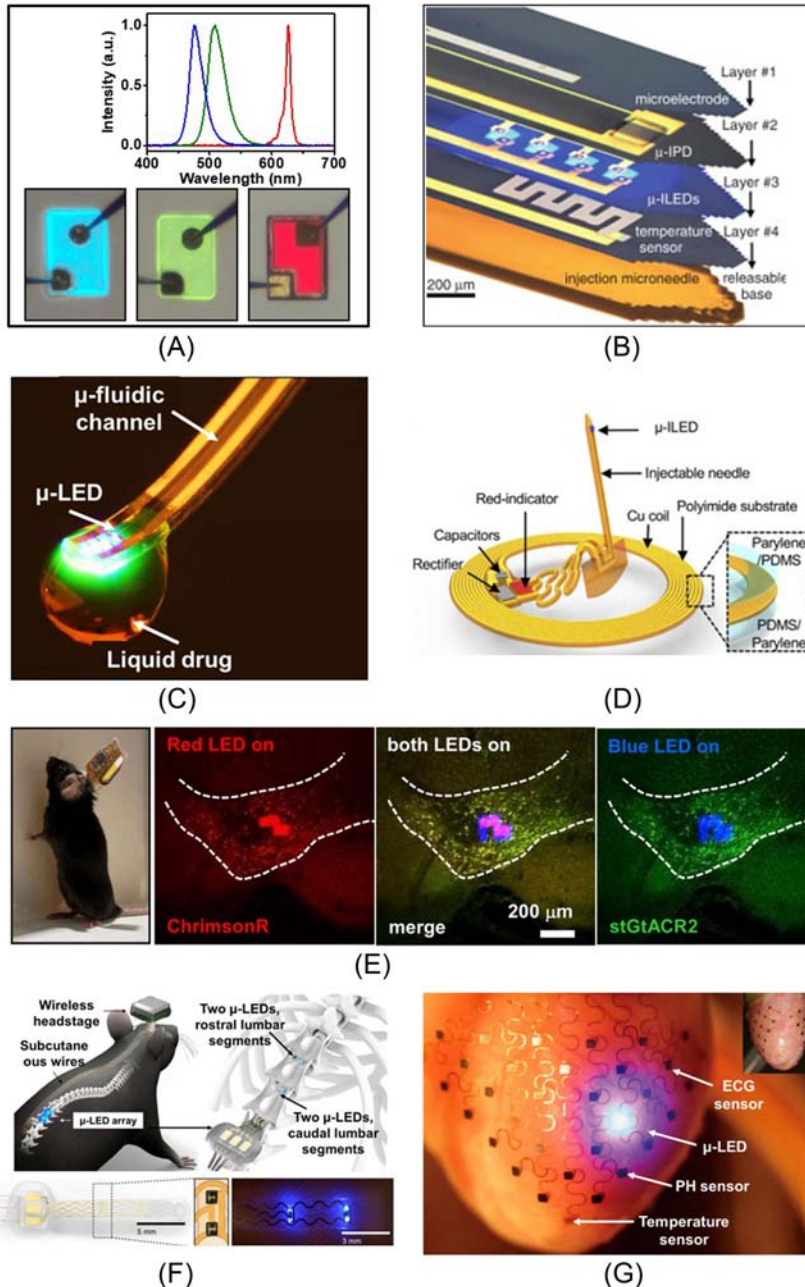 Intensity (a.u.)
1.0
0.5
0.0
400 500 600 700
Wavelength (nm)
(A)
Layer #1
microelectrode
Layer #2
μ-IPD
Layer #3
μ-ILEDs
temperature
sensor
Layer #4
injection microneedle
releasable
base
200 μm
(B)
μ-fluidic
channel
μ-LED
Liquid drug
(C)
μ-ILED
Injectable needle
Red-indicator
Polyimide substrate
Cu coil
Capacitors
Rectifier
Parylene
/PDMS
PDMS/
Parylene
(D)
Red LED on
both LEDs on
Blue LED on
ChrimsonR
merge
200 μm
stGtACR2
(E)
Wireless
headstage
Subcutane
ous wires
μ-LED array
Two μ-LEDs,
rostral lumbar
segments
Two μ-LEDs,
caudal lumbar
segments
5 mm
3 mm
(F)
ECG
sensor
μ-LED
PH sensor
Temperature
sensor
(G)